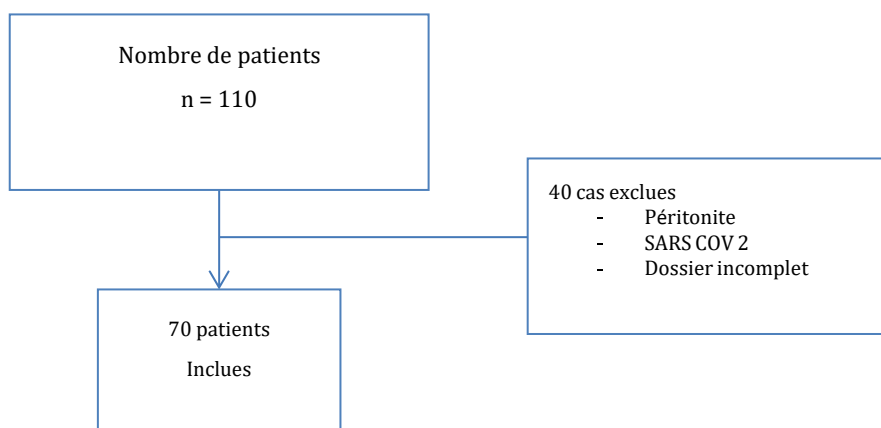 Nombre de patients
n = 110
40 cas exclues
- Péritonite
- SARS COV 2
- Dossier incomplet
70 patients
Inclues